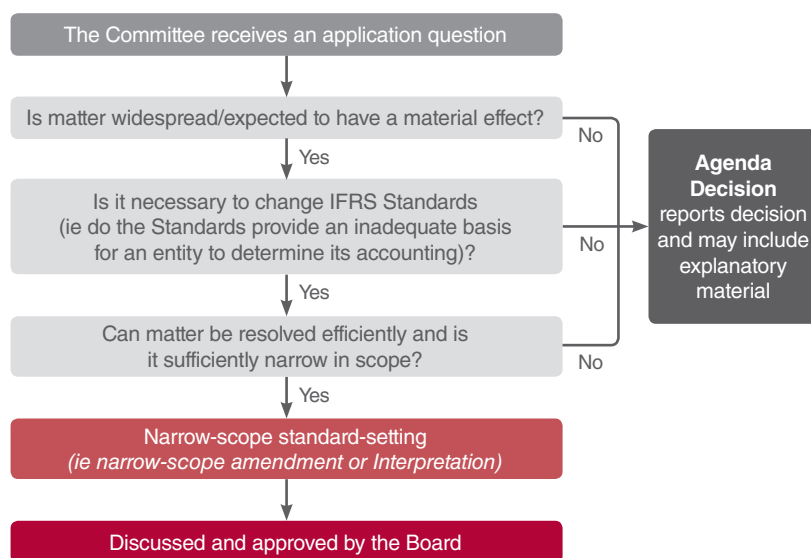 The Committee receives an application question
Is matter widespread/expected to have a material effect?
No
Yes
Is it necessary to change IFRS Standards
(ie do the Standards provide an inadequate basis
for an entity to determine its accounting)?
No
Yes
Can matter be resolved efficiently and is
it sufficiently narrow in scope?
No
Yes
Agenda
Decision
reports decision
and may include
explanatory
material
Narrow-scope standard-setting
(ie narrow-scope amendment or Interpretation)
Discussed and approved by the Board